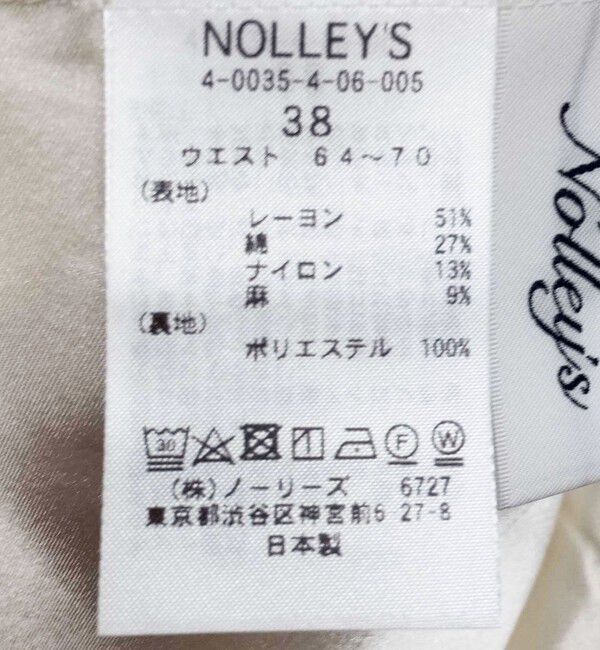 NOLLEY'S
4-0035-4-06-005
38
ウエスト 64～70
(表地)
レーヨン 51%
綿 27%
ナイロン 13%
麻 9%
(裏地)
ポリエステル 100%
30 F W
(株)ノーリーズ 6727
東京都渋谷区神宮前6 27-8
日本製
Nolley's